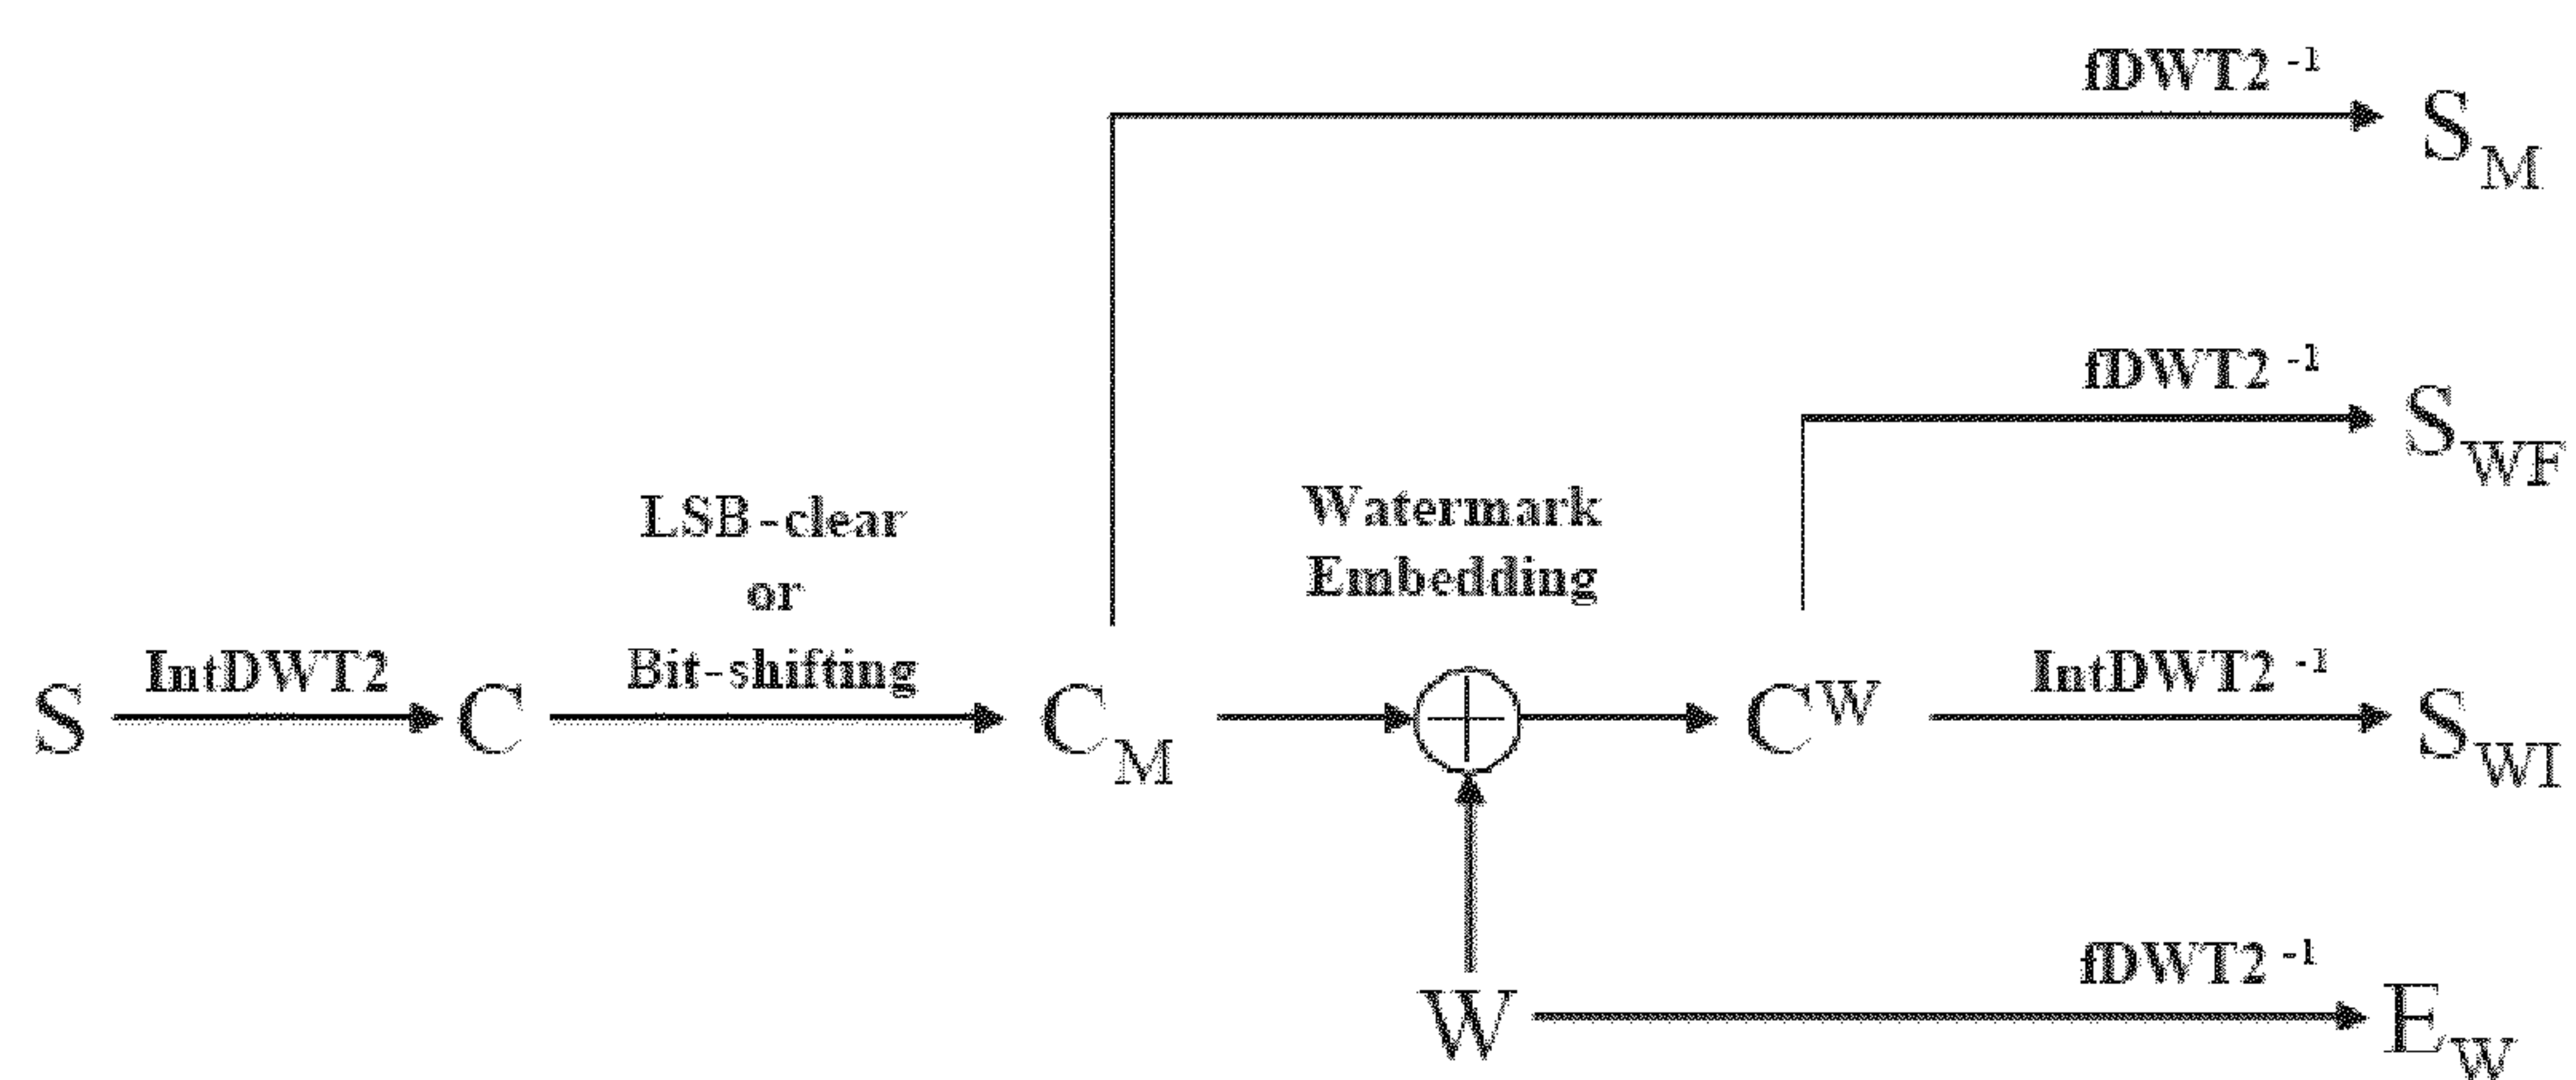 fDWT2 -1
S_M
fDWT2 -1
S_WF
LSB-clear
or
Bit-shifting
Watermark
Embedding
S IntDWT2 C C_M C^W IntDWT2 -1 S_WI
W fDWT2 -1 E_W